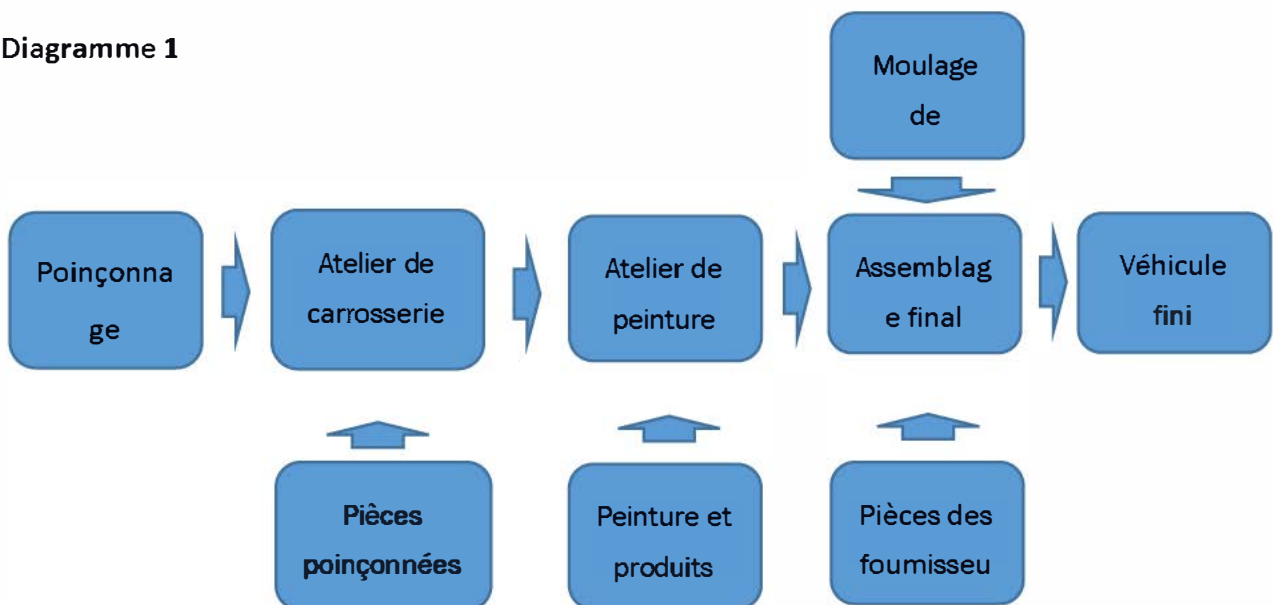 Diagramme 1
Moulage
de
Poinçonna
ge
Atelier de
carrosserie
Atelier de
peinture
Assemblag
e final
Véhicule
fini
Pièces
poinçonnées
Peinture et
produits
Pièces des
fournisseu